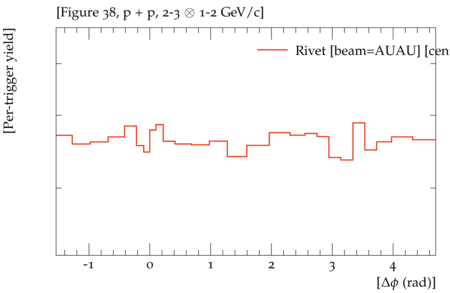 [Figure 38, p + p, 2-3 ⊗ 1-2 GeV/c]
Rivet [beam=AUAU] [cen
[Per-trigger yield]
-1 0 1 2 3 4
[Δϕ (rad)]